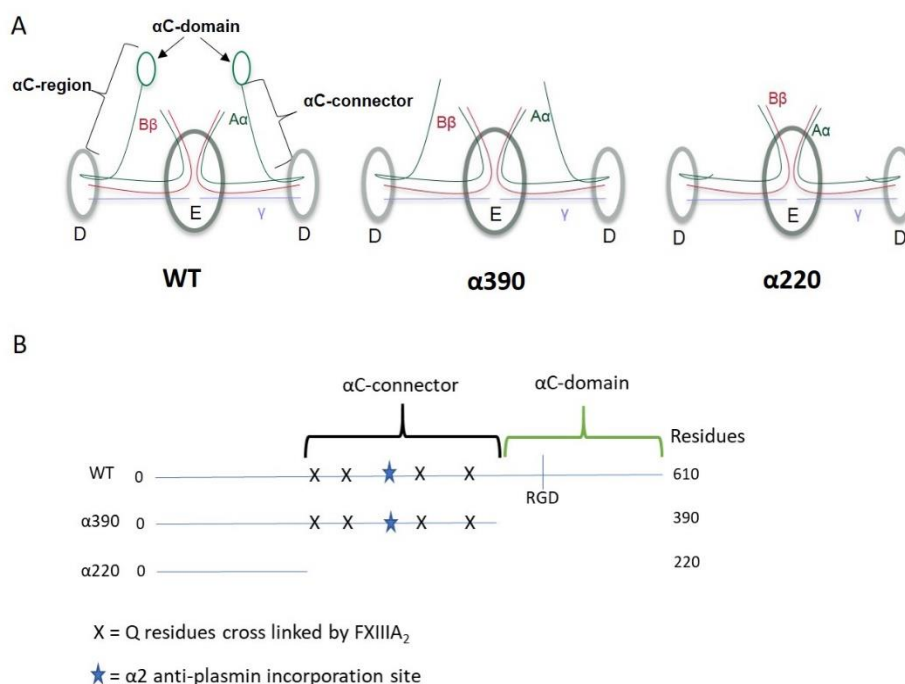 A
αC-domain
αC-region
αC-connector
Bβ
Aα
E
γ
D
D
WT
Bβ
Aα
E
γ
D
D
α390
Bβ
Aα
E
γ
D
D
α220
B
αC-connector
αC-domain
Residues
WT 0 X X ★ X X 610
RGD
α390 0 X X ★ X X 390
α220 0 220
X = Q residues cross linked by FXIIIA₂
★ = α2 anti-plasmin incorporation site